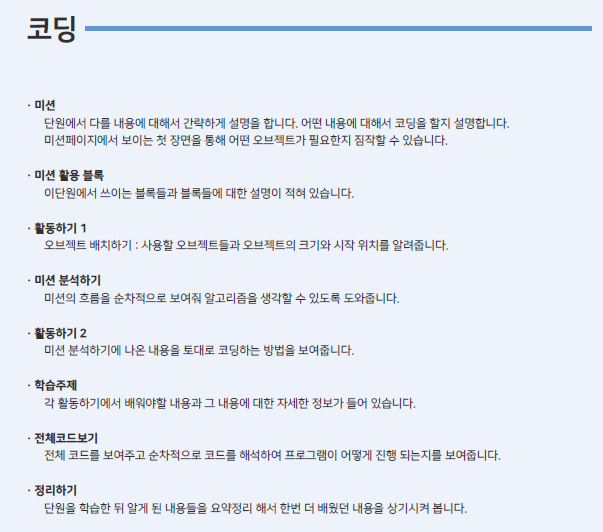 코딩
· 미션
단원에서 다를 내용에 대해서 간략하게 설명을 합니다. 어떤 내용에 대해서 코딩을 할지 설명합니다.
미션페이지에서 보이는 첫 장면을 통해 어떤 오브젝트가 필요한지 짐작할 수 있습니다.
· 미션 활용 블록
이단원에서 쓰이는 블록들과 블록들에 대한 설명이 적혀 있습니다.
· 활동하기 1
오브젝트 배치하기 : 사용할 오브젝트들과 오브젝트의 크기와 시작 위치를 알려줍니다.
· 미션 분석하기
미션의 흐름을 순차적으로 보여줘 알고리즘을 생각할 수 있도록 도와줍니다.
· 활동하기 2
미션 분석하기에 나온 내용을 토대로 코딩하는 방법을 보여줍니다.
· 학습주제
각 활동하기에서 배워야할 내용과 그 내용에 대한 자세한 정보가 들어 있습니다.
· 전체코드보기
전체 코드를 보여주고 순차적으로 코드를 해석하여 프로그램이 어떻게 진행 되는지를 보여줍니다.
· 정리하기
단원을 학습한 뒤 알게 된 내용들을 요약정리 해서 한번 더 배웠던 내용을 상기시켜 봅니다.